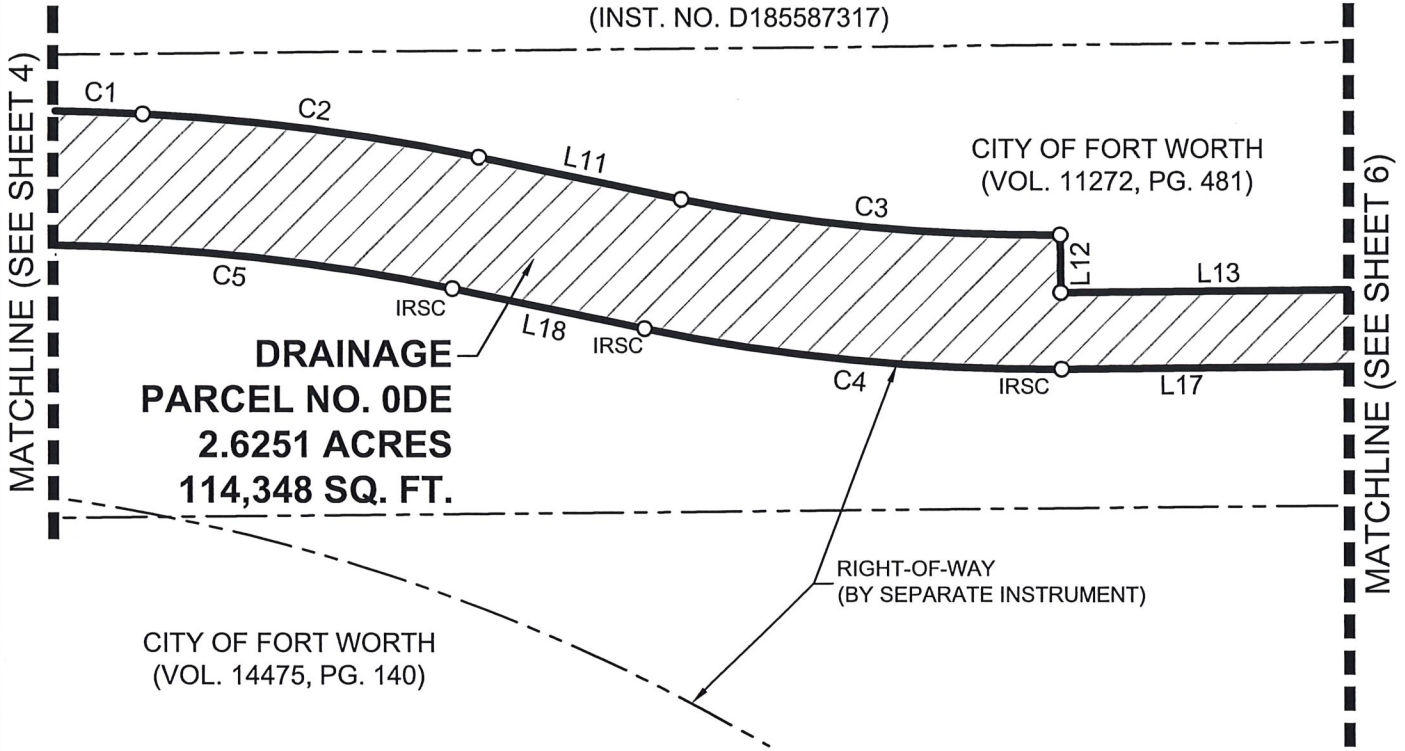 (INST. NO. D185587317)
MATCHLINE (SEE SHEET 4)
C1
C2
L11
CITY OF FORT WORTH
(VOL. 11272, PG. 481)
C3
L12
L13
MATCHLINE (SEE SHEET 6)
C5
IRSC
L18
IRSC
C4
IRSC
L17
DRAINAGE
PARCEL NO. 0DE
2.6251 ACRES
114,348 SQ. FT.
RIGHT-OF-WAY
(BY SEPARATE INSTRUMENT)
CITY OF FORT WORTH
(VOL. 14475, PG. 140)